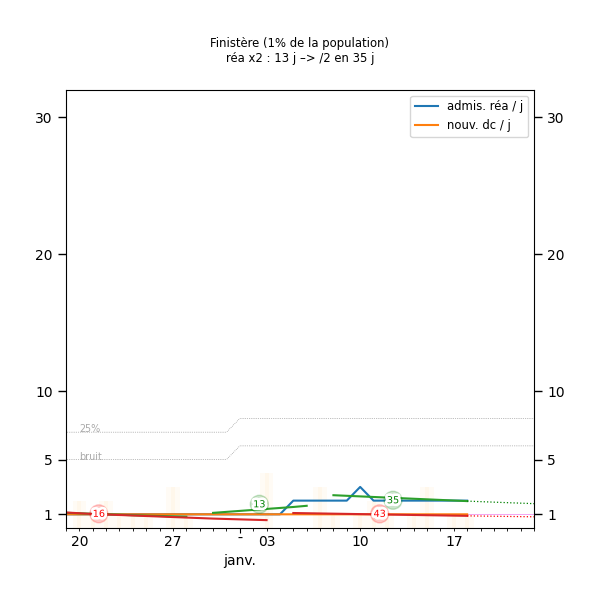 Finistère (1% de la population)
réa x2 : 13 j –> /2 en 35 j
admis. réa / j
nouv. dc / j
30 30
20 20
10 10
25%
bruit
5 5
1 16 13 35 43 1
20 27 - 03 10 17
janv.